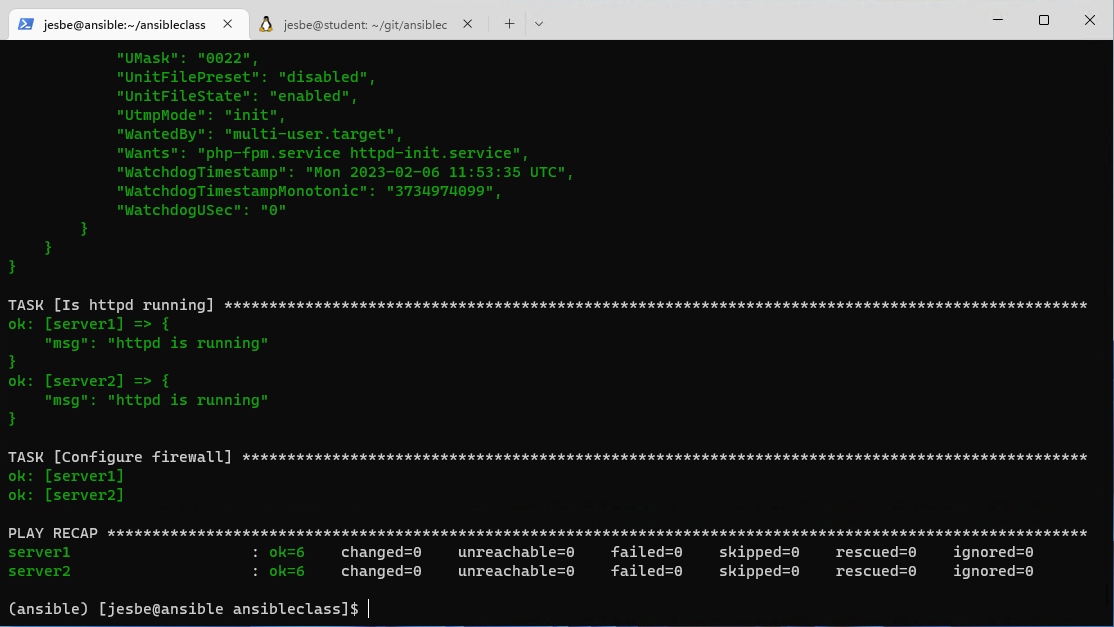 jesbe@ansible:~/ansibleclass
jesbe@student: ~/git/ansiblec
            "UMask": "0022",
            "UnitFilePreset": "disabled",
            "UnitFileState": "enabled",
            "UtmpMode": "init",
            "WantedBy": "multi-user.target",
            "Wants": "php-fpm.service httpd-init.service",
            "WatchdogTimestamp": "Mon 2023-02-06 11:53:35 UTC",
            "WatchdogTimestampMonotonic": "3734974099",
            "WatchdogUSec": "0"
        }
    }
}
TASK [Is httpd running] ************************************************************************************************
ok: [server1] => {
    "msg": "httpd is running"
}
ok: [server2] => {
    "msg": "httpd is running"
}
TASK [Configure firewall] **********************************************************************************************
ok: [server1]
ok: [server2]
PLAY RECAP *************************************************************************************************************
server1                    : ok=6    changed=0    unreachable=0    failed=0    skipped=0    rescued=0    ignored=0
server2                    : ok=6    changed=0    unreachable=0    failed=0    skipped=0    rescued=0    ignored=0
(ansible) [jesbe@ansible ansibleclass]$